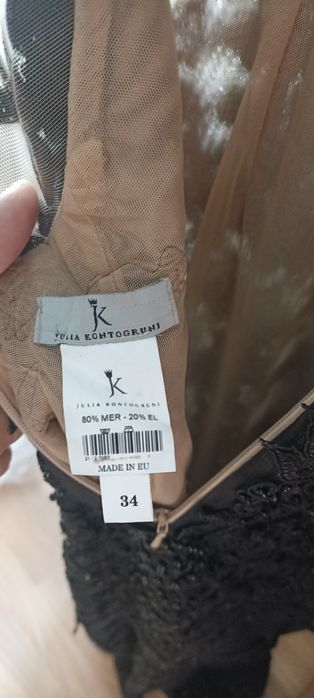 JK
JULIA KONTOGRUNI
JK
JULIA KONTOGRUNI
80% MER - 20% EL
MADE IN EU
34